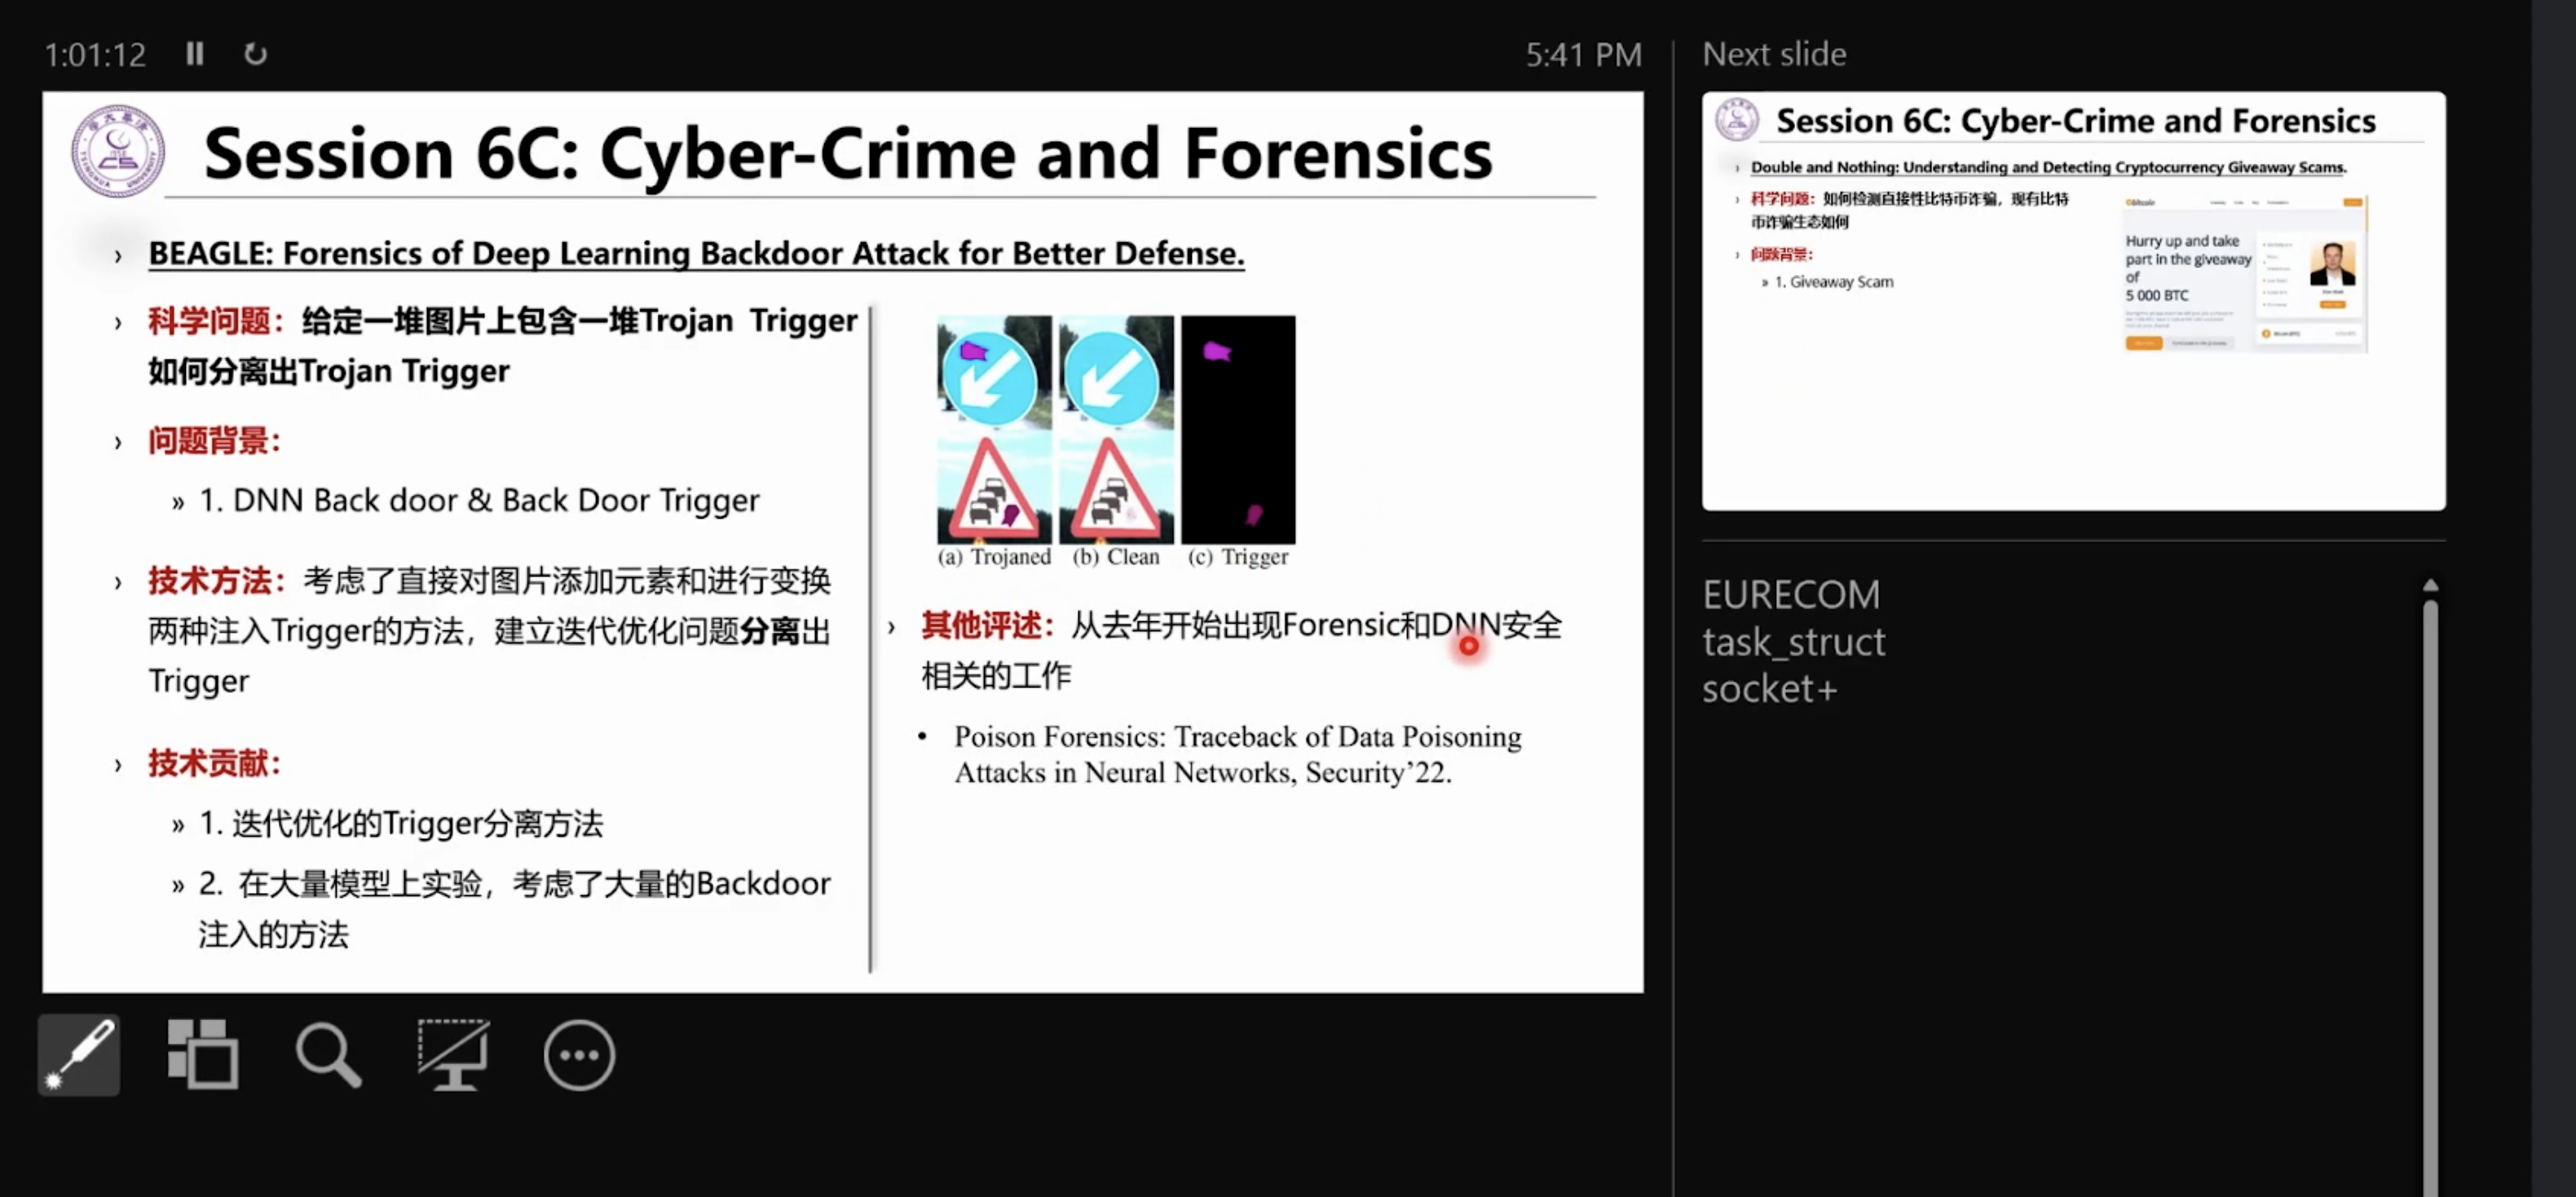 1:01:12
5:41 PM
Next slide
Session 6C: Cyber-Crime and Forensics
BEAGLE: Forensics of Deep Learning Backdoor Attack for Better Defense.
科学问题：给定一堆图片上包含一堆Trojan Trigger
如何分离出Trojan Trigger
问题背景：
1. DNN Back door & Back Door Trigger
技术方法：考虑了直接对图片添加元素和进行变换
两种注入Trigger的方法，建立迭代优化问题分离出
Trigger
技术贡献：
1. 迭代优化的Trigger分离方法
2. 在大量模型上实验，考虑了大量的Backdoor
注入的方法
(a) Trojaned (b) Clean (c) Trigger
其他评述：从去年开始出现Forensic和DNN安全
相关的工作
• Poison Forensics: Traceback of Data Poisoning
Attacks in Neural Networks, Security’22.
Session 6C: Cyber-Crime and Forensics
Double and Nothing: Understanding and Detecting Cryptocurrency Giveaway Scams.
科学问题：如何检测直接性比特币诈骗，现有比特
币诈骗生态如何
问题背景：
1. Giveaway Scam
Hurry up and take
part in the giveaway
of
5 000 BTC
EURECOM
task_struct
socket+